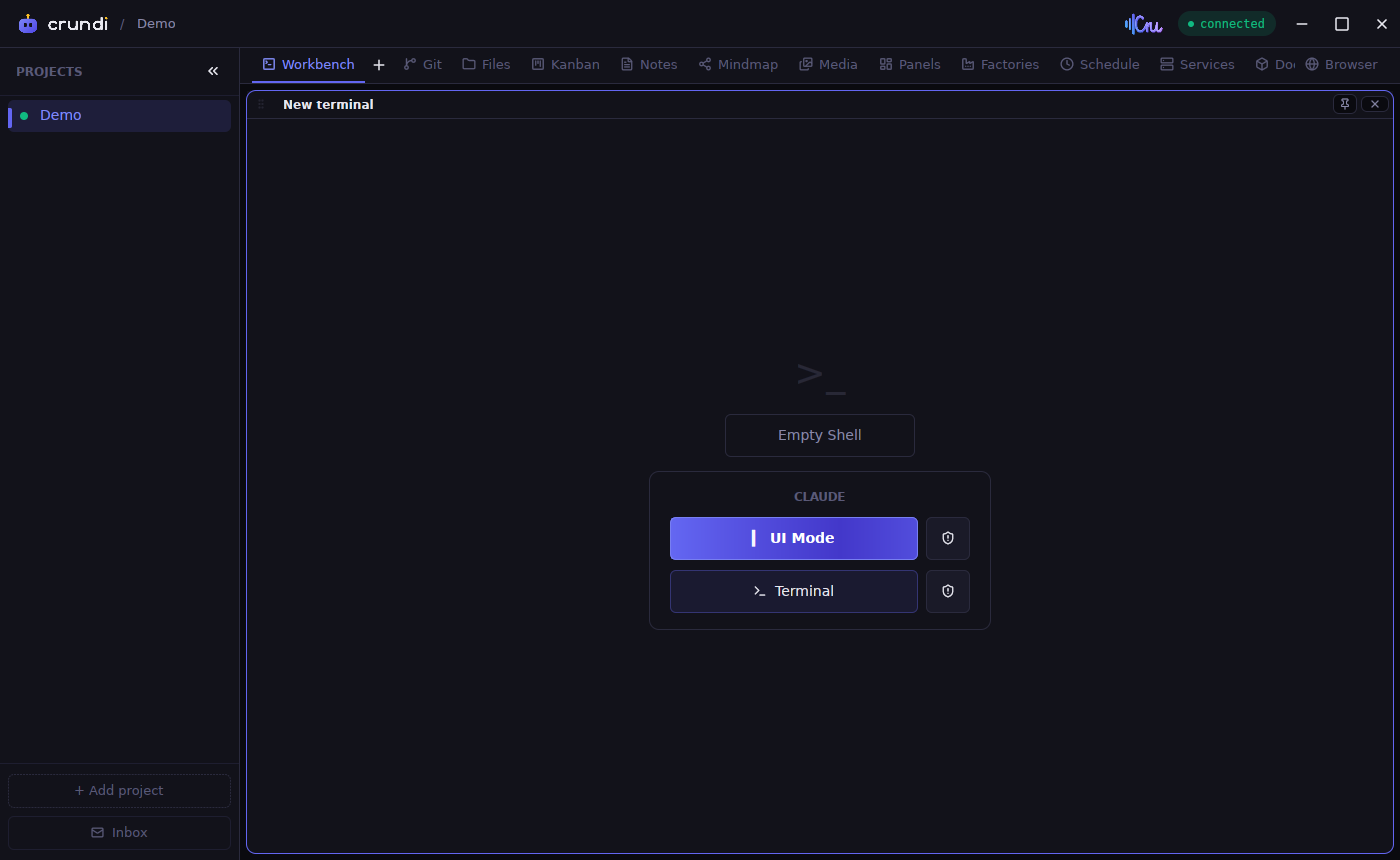 crundi / Demo
Cru
connected
PROJECTS
Workbench
Git
Files
Kanban
Notes
Mindmap
Media
Panels
Factories
Schedule
Services
Browser
Demo
New terminal
>_
Empty Shell
CLAUDE
UI Mode
Terminal
+ Add project
Inbox